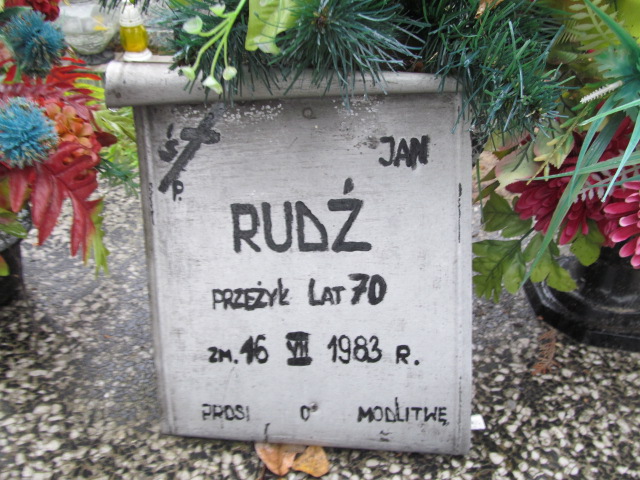 Ś P. JAN
RUDŹ
PRZEŻYŁ LAT 70
ZM. 16 VII 1983 R.
PROSI O MODLITWĘ